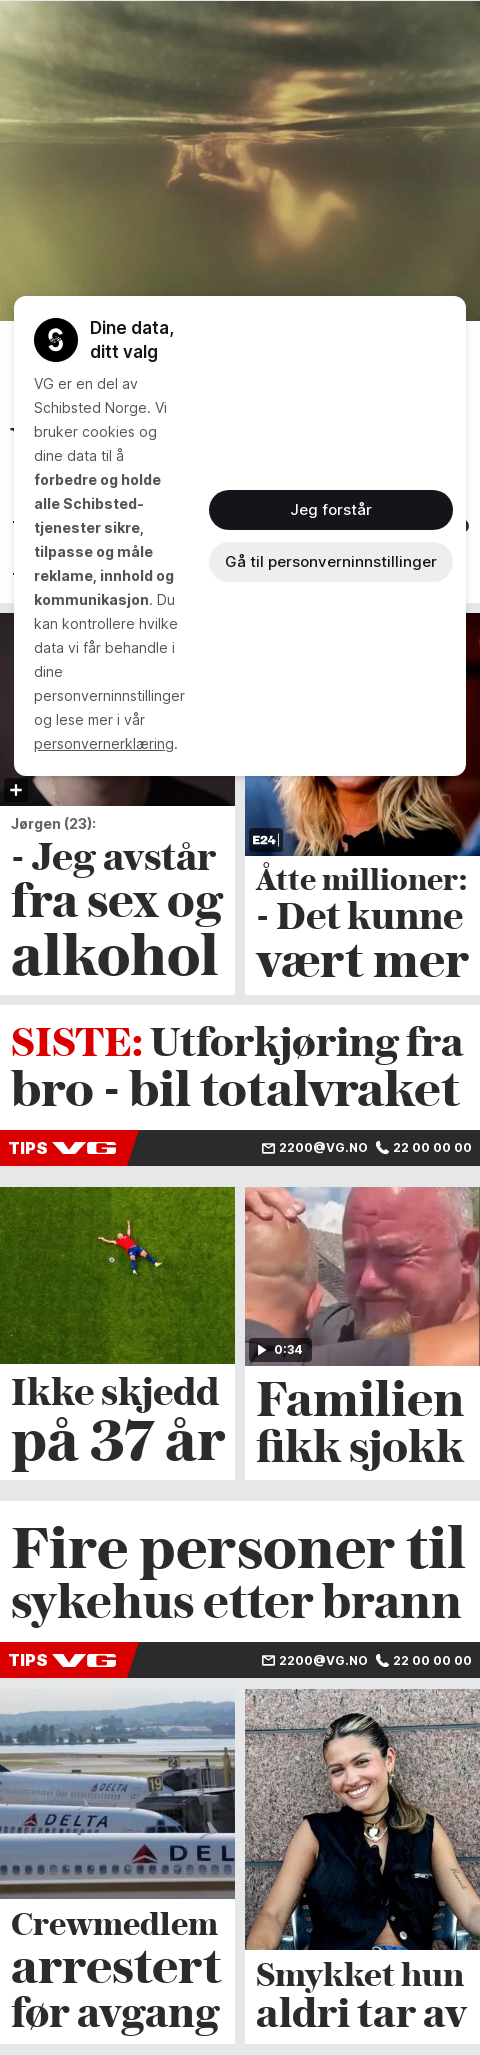 Dine data,
ditt valg
VG er en del av
Schibsted Norge. Vi
bruker cookies og
dine data til å
forbedre og holde
alle Schibsted-
tjenester sikre,
tilpasse og måle
reklame, innhold og
kommunikasjon. Du
kan kontrollere hvilke
data vi får behandle i
dine
personverninnstillinger
og lese mer i vår
personvernerklæring.
Jeg forstår
Gå til personverninnstillinger
Jørgen (23):
- Jeg avstår
fra sex og
alkohol
E24
Åtte millioner:
- Det kunne
vært mer
SISTE: Utforkjøring fra
bro - bil totalvraket
TIPS VG 2200@VG.NO 22 00 00 00
Ikke skjedd
på 37 år
0:34
Familien
fikk sjokk
Fire personer til
sykehus etter brann
TIPS VG 2200@VG.NO 22 00 00 00
19
21
DELTA
DELTA
DEL
Crewmedlem
arrestert
før avgang
Smykket hun
aldri tar av